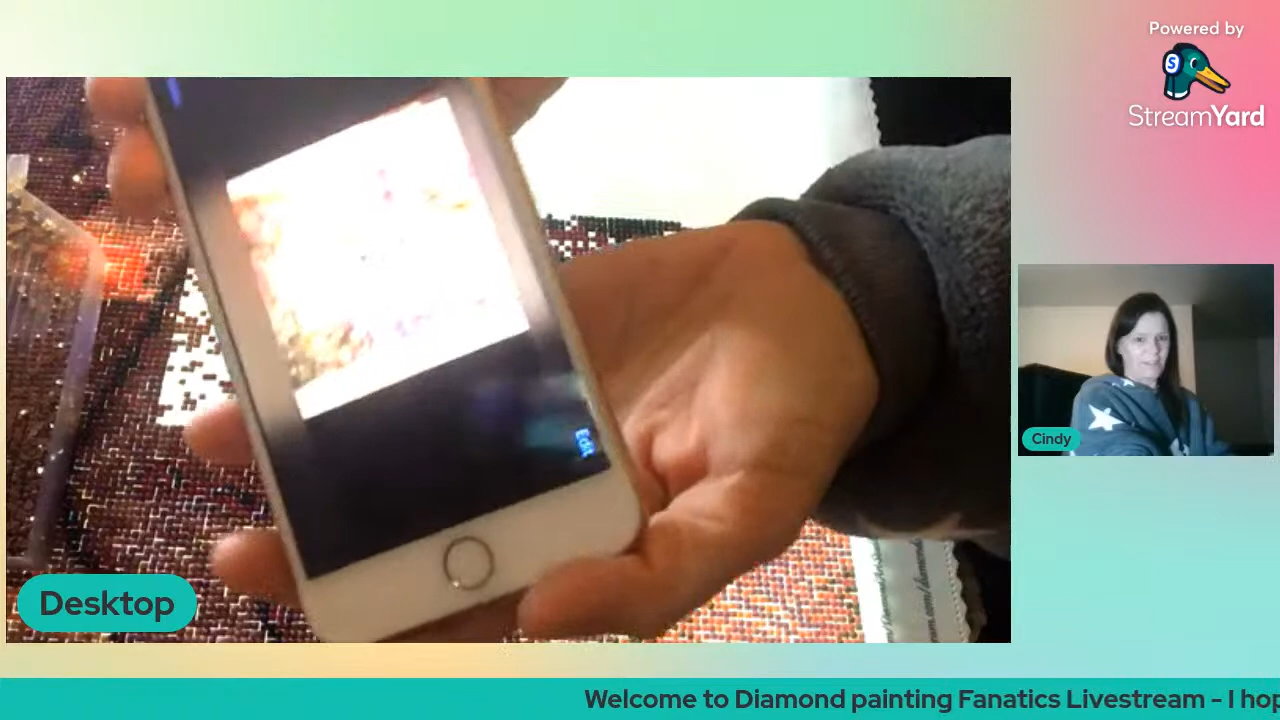 Powered by
S
StreamYard
Edit
Cindy
Desktop
Welcome to Diamond painting Fanatics Livestream - I hop